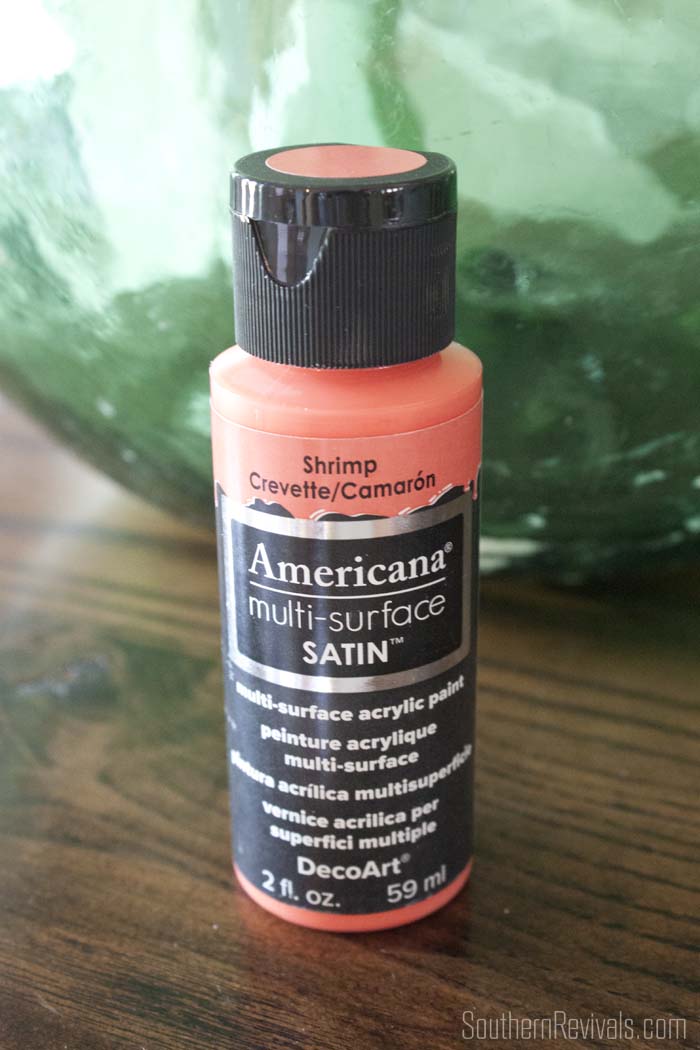 Shrimp
Crevette/Camarón
Americana®
multi-surface
SATIN™
multi-surface acrylic paint
peinture acrylique
multi-surface
pintura acrílica multisuperficie
vernice acrilica per
superfici multiple
DecoArt®
2 fl. oz. 59 ml
SouthernRevivals.com